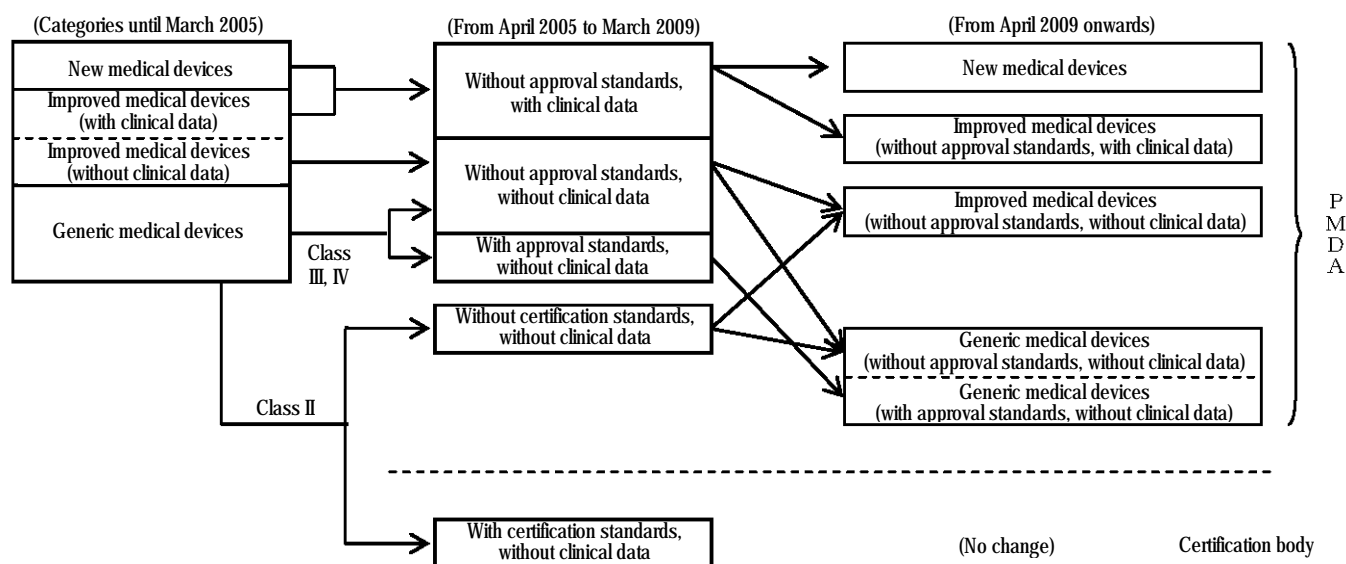 (Categories until March 2005)
New medical devices
Improved medical devices
(with clinical data)
Improved medical devices
(without clinical data)
Generic medical devices
Class
III, IV
Class II
(From April 2005 to March 2009)
Without approval standards,
with clinical data
Without approval standards,
without clinical data
With approval standards,
without clinical data
Without certification standards,
without clinical data
With certification standards,
without clinical data
(From April 2009 onwards)
New medical devices
Improved medical devices
(without approval standards, with clinical data)
Improved medical devices
(without approval standards, without clinical data)
Generic medical devices
(without approval standards, without clinical data)
Generic medical devices
(with approval standards, without clinical data)
(No change)
P
M
D
A
Certification body